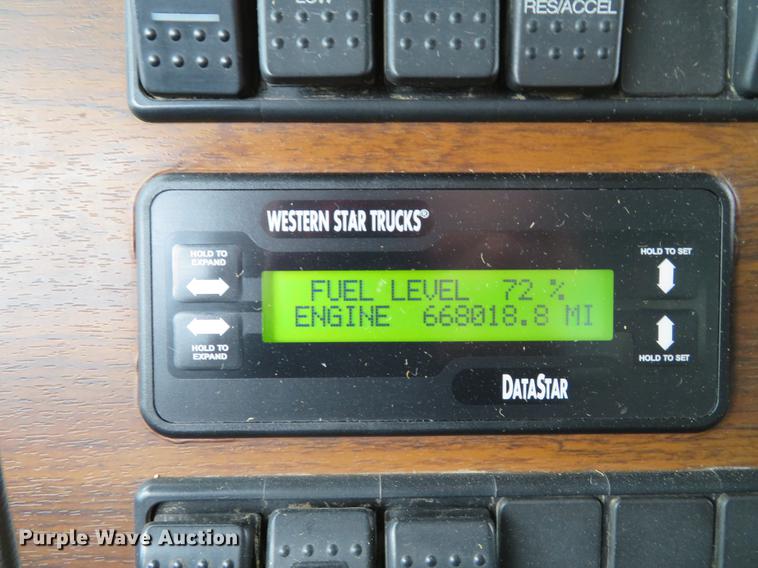 LOW
RES/ACCEL
WESTERN STAR TRUCKS®
HOLD TO
EXPAND
HOLD TO SET
FUEL LEVEL 72 %
ENGINE 668018.8 MI
HOLD TO
EXPAND
HOLD TO SET
DATASTAR
Purple Wave Auction